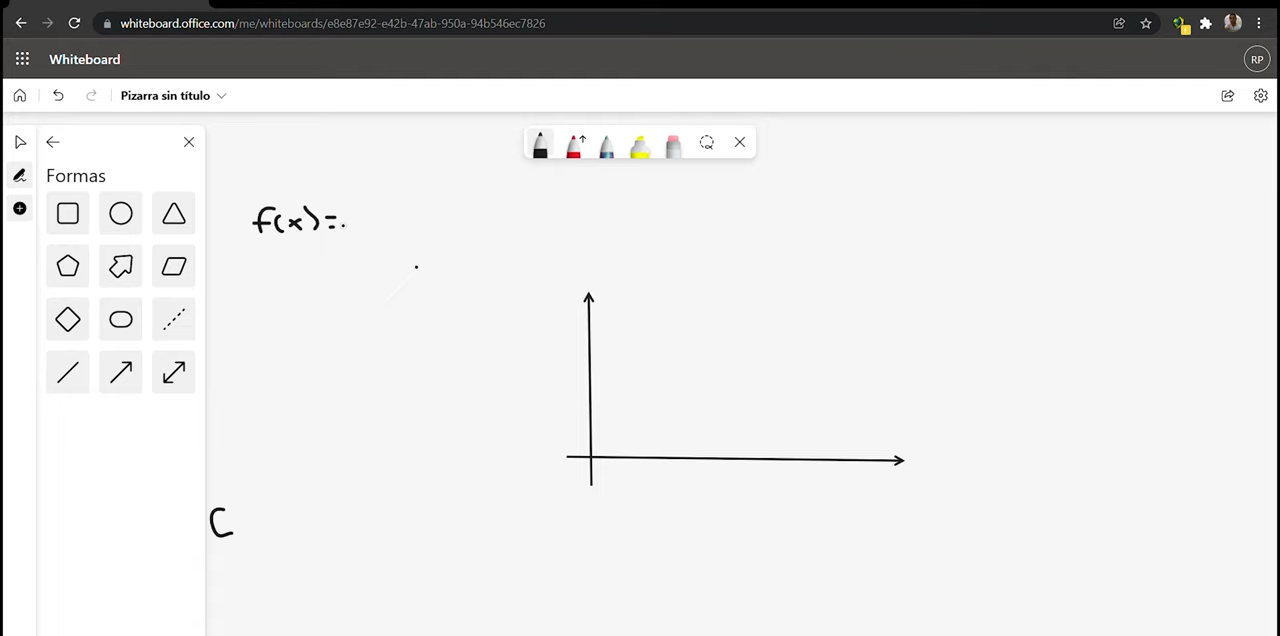 whiteboard.office.com/me/whiteboards/e8e87e92-e42b-47ab-950a-94b546ec7826
Whiteboard
RP
Pizarra sin título
Formas
f(x)=
C